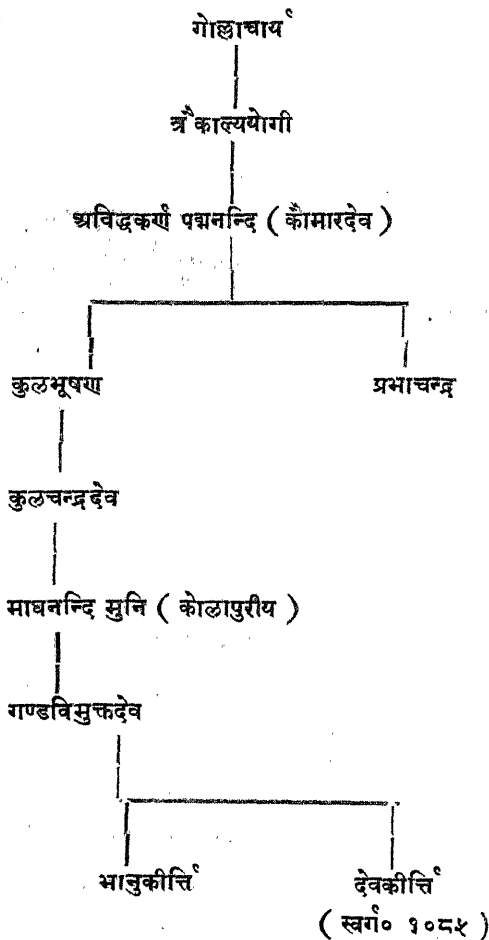 गोल्लाचार्य
त्रैकाल्ययोगी
अविद्धकर्ण पद्मनन्दि ( कौमारदेव )
कुलभूषण प्रभाचन्द्र
कुलचन्द्रदेव
माघनन्दि मुनि ( कोलापुरीय )
गण्डविमुक्तदेव
भानुकीर्त्ति देवकीर्त्ति
( स्वर्ग० १०८५ )